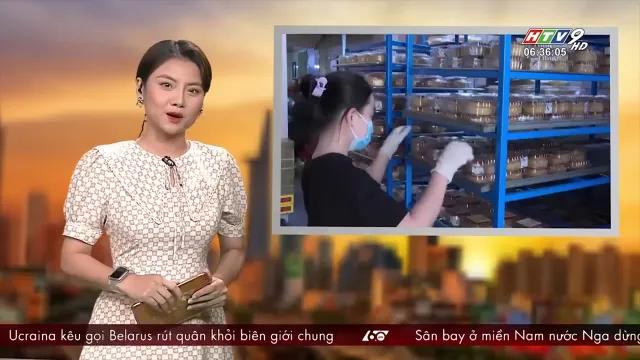 HTV9 HD
06:36:05
Ucraina kêu gọi Belarus rút quân khỏi biên giới chung
60
Sân bay ở miền Nam nước Nga dừng